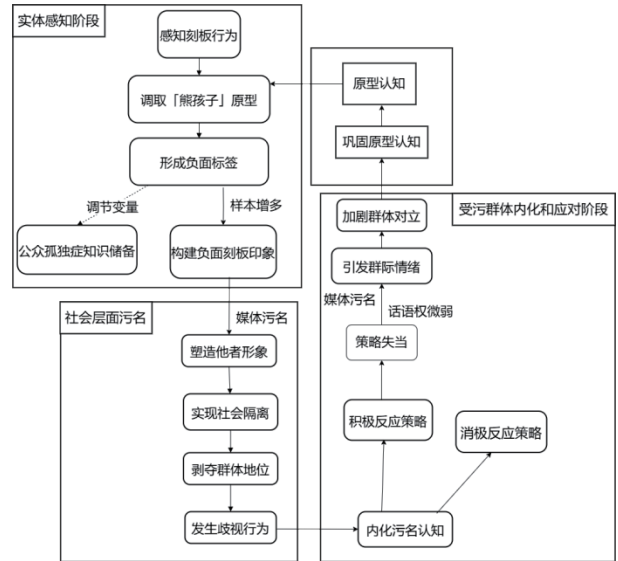 实体感知阶段
感知刻板行为
调取「熊孩子」原型
形成负面标签
调节变量
样本增多
公众孤独症知识储备
构建负面刻板印象
社会层面污名
媒体污名
塑造他者形象
实现社会隔离
剥夺群体地位
发生歧视行为
受污群体内化和应对阶段
内化污名认知
积极反应策略
消极反应策略
策略失当
媒体污名
话语权微弱
引发群际情绪
加剧群体对立
巩固原型认知
原型认知